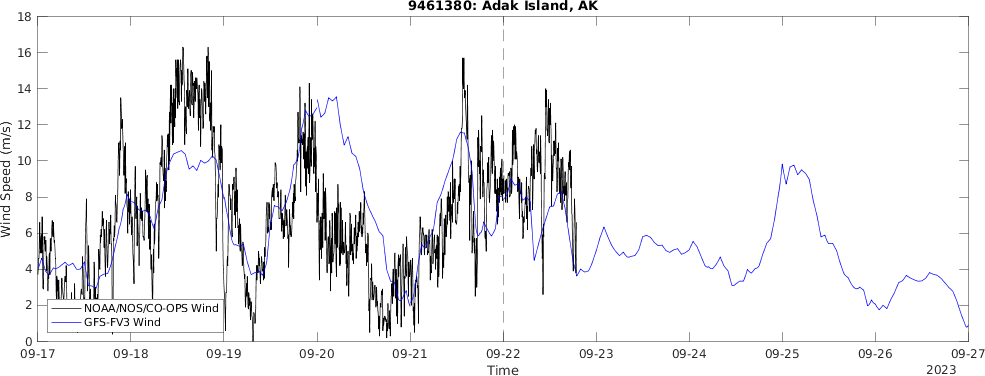 9461380: Adak Island, AK
Wind Speed (m/s)
18
16
14
12
10
8
6
4
2
0
NOAA/NOS/CO-OPS Wind
GFS-FV3 Wind
09-17 09-18 09-19 09-20 09-21 09-22 09-23 09-24 09-25 09-26 09-27
Time
2023